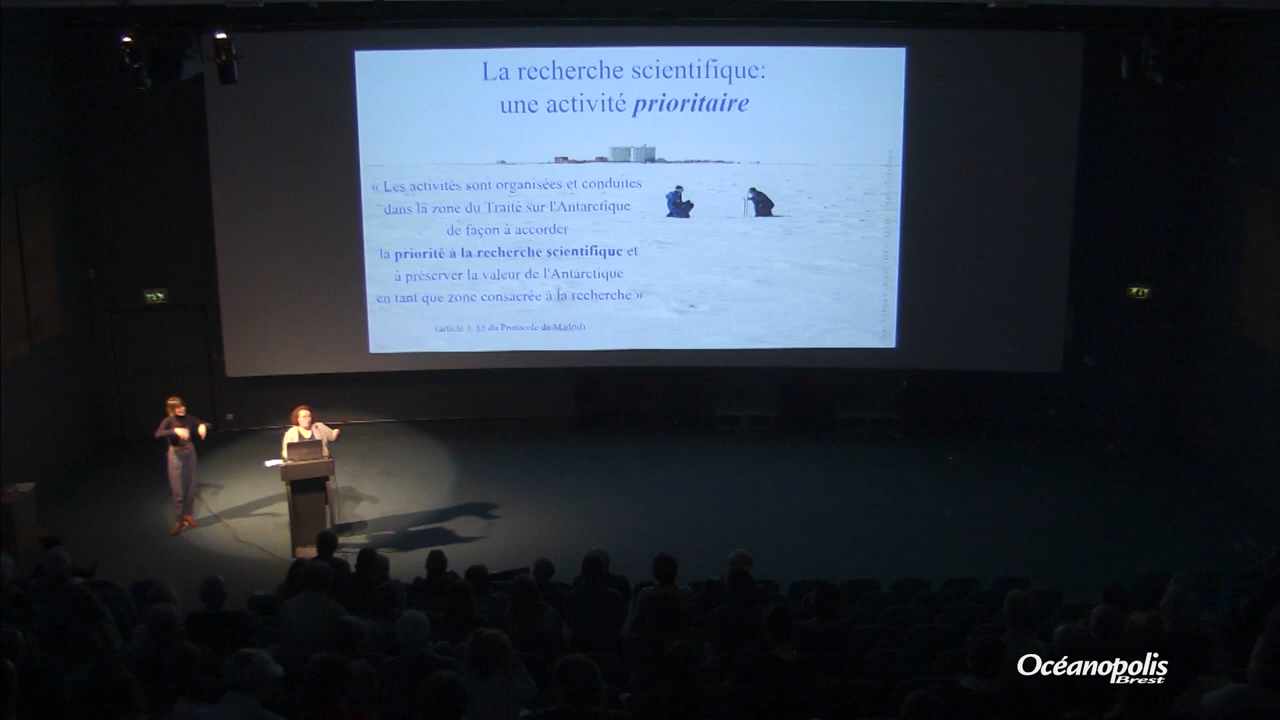 La recherche scientifique:
une activité prioritaire
« Les activités sont organisées et conduites
dans la zone du Traité sur l'Antarctique
de façon à accorder
la priorité à la recherche scientifique et
à préserver la valeur de l'Antarctique
en tant que zone consacrée à la recherche »
(article 3, §3 du Protocole de Madrid)
Océanopolis
Brest